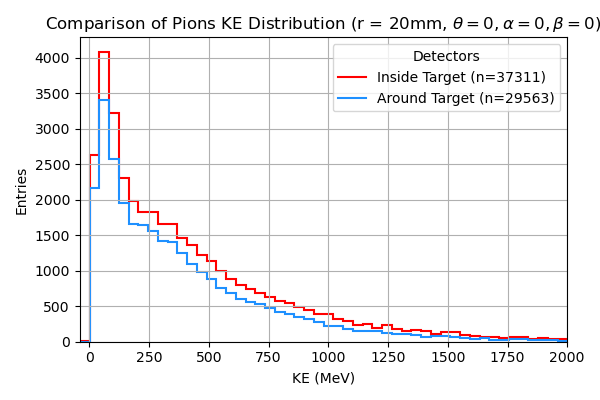 Comparison of Pions KE Distribution (r = 20mm, θ = 0, α = 0, β = 0)
Detectors
Inside Target (n=37311)
Around Target (n=29563)
Entries
4000
3500
3000
2500
2000
1500
1000
500
0
0 250 500 750 1000 1250 1500 1750 2000
KE (MeV)